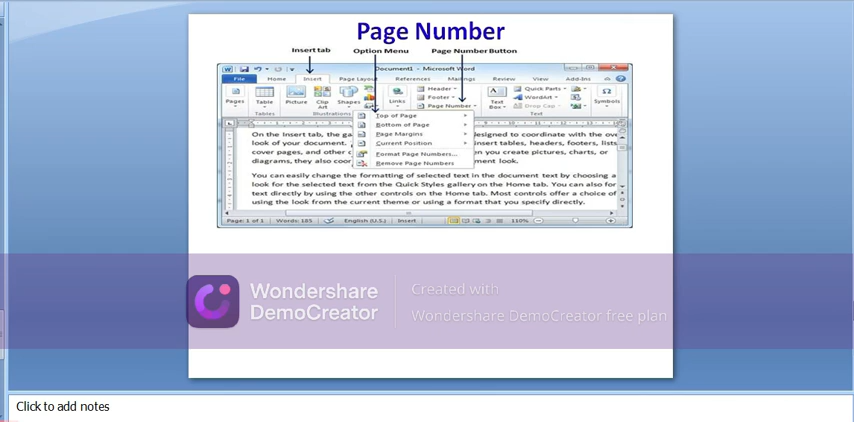 Page Number
Insert tab Option Menu Page Number Button
Document1 - Microsoft Word
File Home Insert Page Layout References Mailings Review View Add-Ins
Pages Table Picture Clip Art Shapes Links Header Footer Page Number Text Box Quick Parts WordArt Drop Cap Symbols
Tables Illustrations Text
Top of Page
Bottom of Page
Page Margins
Current Position
Format Page Numbers...
Remove Page Numbers
On the Insert tab, the ga designed to coordinate with the ove
look of your document. insert tables, headers, footers, lists
cover pages, and other c en you create pictures, charts, or
diagrams, they also coor ment look.
You can easily change the formatting of selected text in the document text by choosing a
look for the selected text from the Quick Styles gallery on the Home tab. You can also for
text directly by using the other controls on the Home tab. Most controls offer a choice of
using the look from the current theme or using a format that you specify directly.
Page: 1 of 1 Words: 185 English (U.S.) Insert 110%
Wondershare
DemoCreator
Created with
Wondershare DemoCreator free plan
Click to add notes